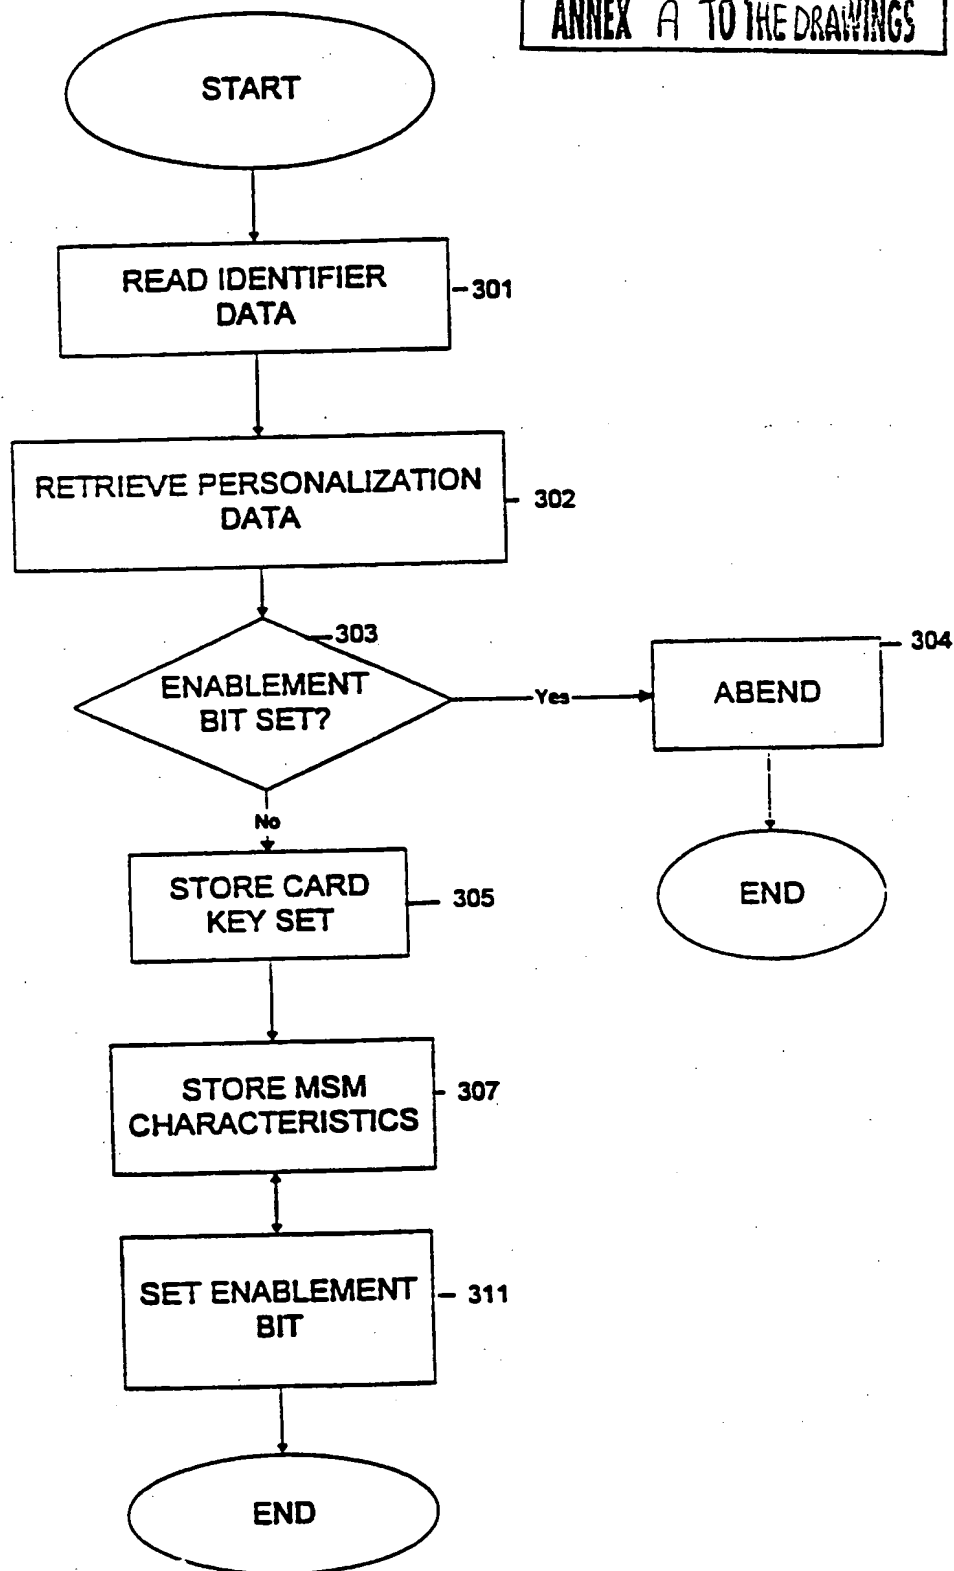 ANNEX A TO THE DRAWINGS
START
READ IDENTIFIER
DATA
301
RETRIEVE PERSONALIZATION
DATA
302
303
ENABLEMENT
BIT SET?
Yes
304
ABEND
No
END
STORE CARD
KEY SET
305
STORE MSM
CHARACTERISTICS
307
SET ENABLEMENT
BIT
311
END